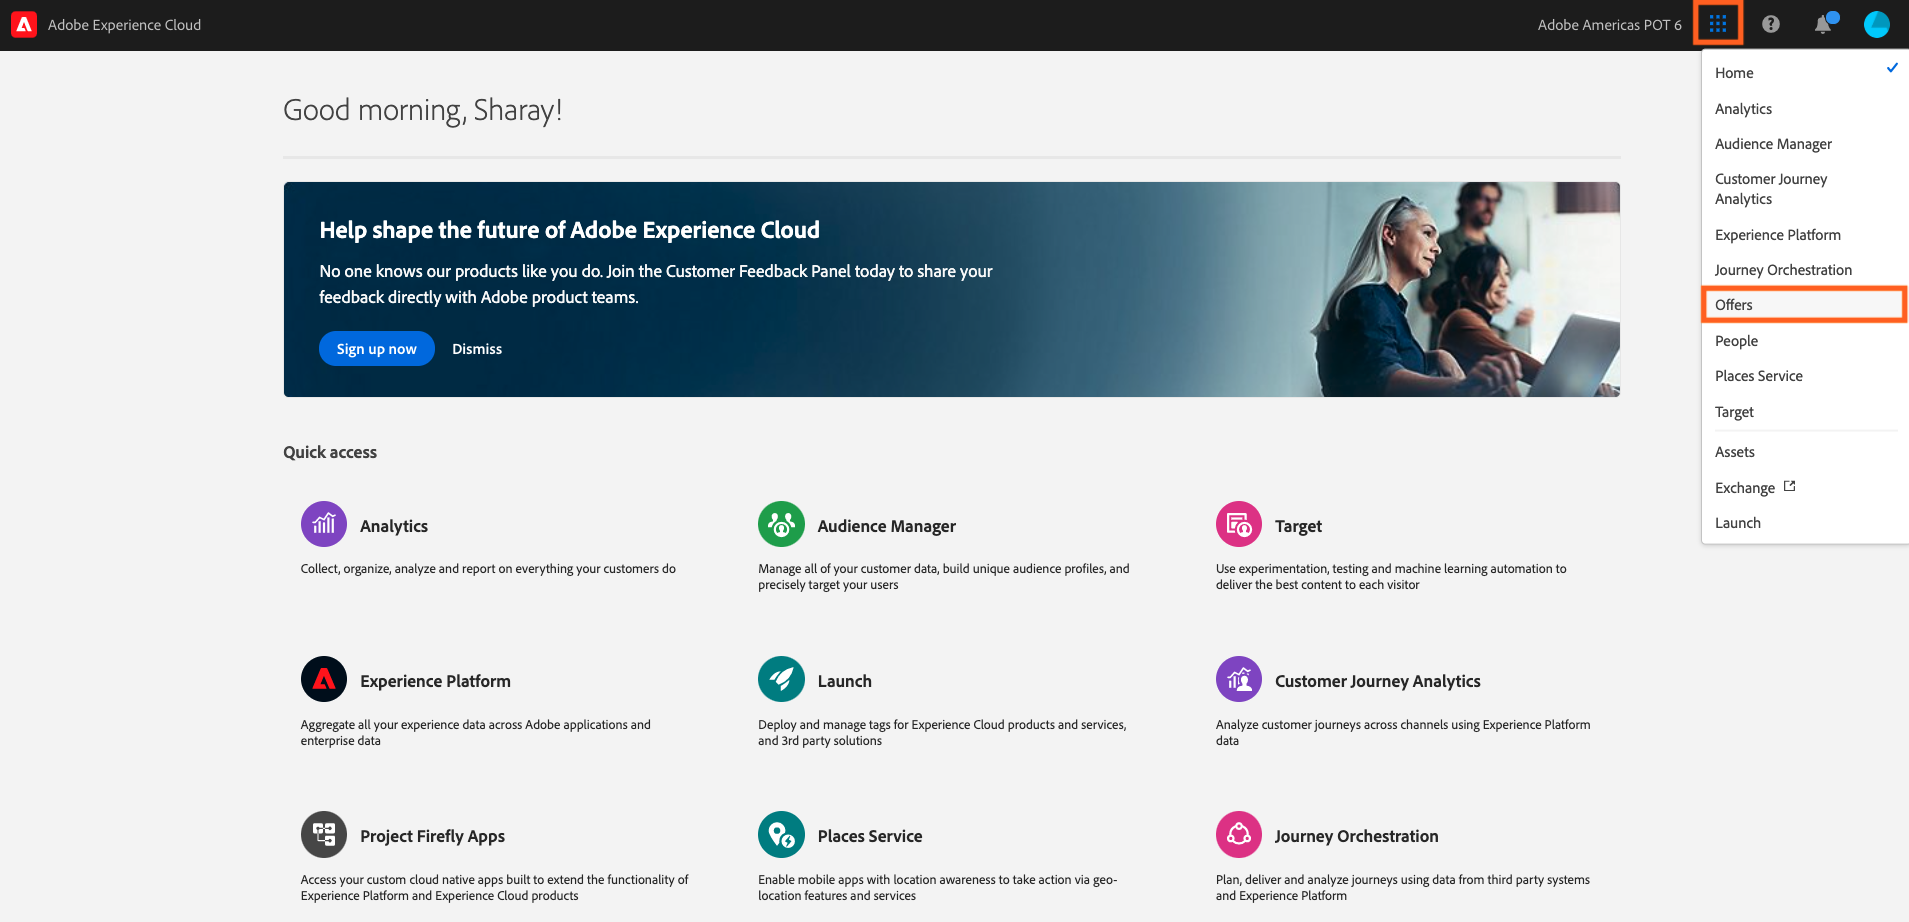 Adobe Experience Cloud
Adobe Americas POT 6
?
Home
Analytics
Audience Manager
Customer Journey
Analytics
Experience Platform
Journey Orchestration
Offers
People
Places Service
Target
Assets
Exchange
Launch
Good morning, Sharay!
Help shape the future of Adobe Experience Cloud
No one knows our products like you do. Join the Customer Feedback Panel today to share your
feedback directly with Adobe product teams.
Sign up now
Dismiss
Quick access
Analytics
Collect, organize, analyze and report on everything your customers do
Audience Manager
Manage all of your customer data, build unique audience profiles, and
precisely target your users
Target
Use experimentation, testing and machine learning automation to
deliver the best content to each visitor
Experience Platform
Aggregate all your experience data across Adobe applications and
enterprise data
Launch
Deploy and manage tags for Experience Cloud products and services,
and 3rd party solutions
Customer Journey Analytics
Analyze customer journeys across channels using Experience Platform
data
Project Firefly Apps
Access your custom cloud native apps built to extend the functionality of
Experience Platform and Experience Cloud products
Places Service
Enable mobile apps with location awareness to take action via geo-
location features and services
Journey Orchestration
Plan, deliver and analyze journeys using data from third party systems
and Experience Platform